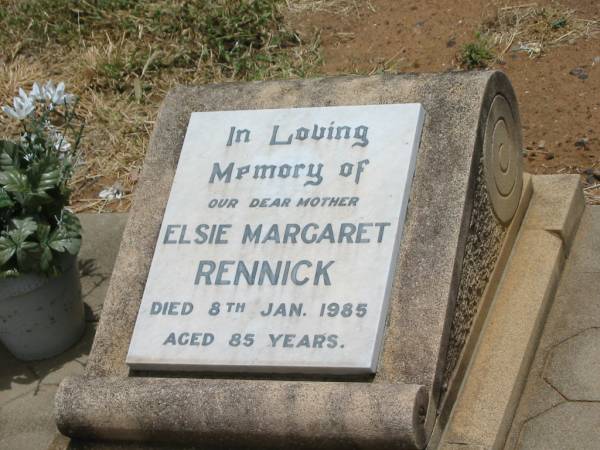 In Loving
Memory of
OUR DEAR MOTHER
ELSIE MARGARET
RENNICK
DIED 8TH JAN. 1985
AGED 85 YEARS.